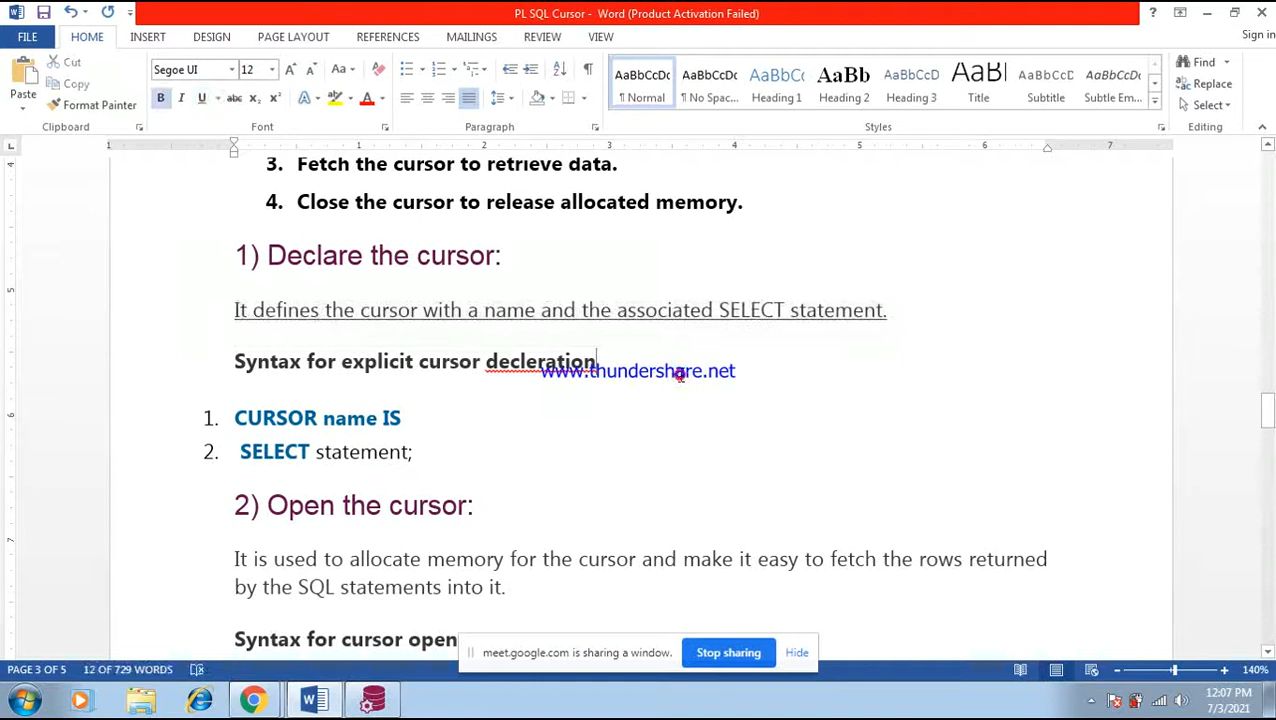 PL SQL Cursor - Word (Product Activation Failed)
FILE HOME INSERT DESIGN PAGE LAYOUT REFERENCES MAILINGS REVIEW VIEW Sign in
Paste
Cut
Copy
Format Painter
Clipboard
Segoe UI 12 Aa
B I U abc x₂ x² A A
Font
Paragraph
AaBbCcDc AaBbCcDc AaBbCc AaBb AaBbCcD AaB AaBbCcD AaBbCcD
¶ Normal ¶ No Spac... Heading 1 Heading 2 Heading 3 Title Subtitle Subtle Em...
Styles
Find
Replace
Select
Editing
3. Fetch the cursor to retrieve data.
4. Close the cursor to release allocated memory.
1) Declare the cursor:
It defines the cursor with a name and the associated SELECT statement.
Syntax for explicit cursor decleration
www.thundershare.net
1. CURSOR name IS
2. SELECT statement;
2) Open the cursor:
It is used to allocate memory for the cursor and make it easy to fetch the rows returned
by the SQL statements into it.
Syntax for cursor open
meet.google.com is sharing a window. Stop sharing Hide
PAGE 3 OF 5 12 OF 729 WORDS 140%
12:07 PM
7/3/2021